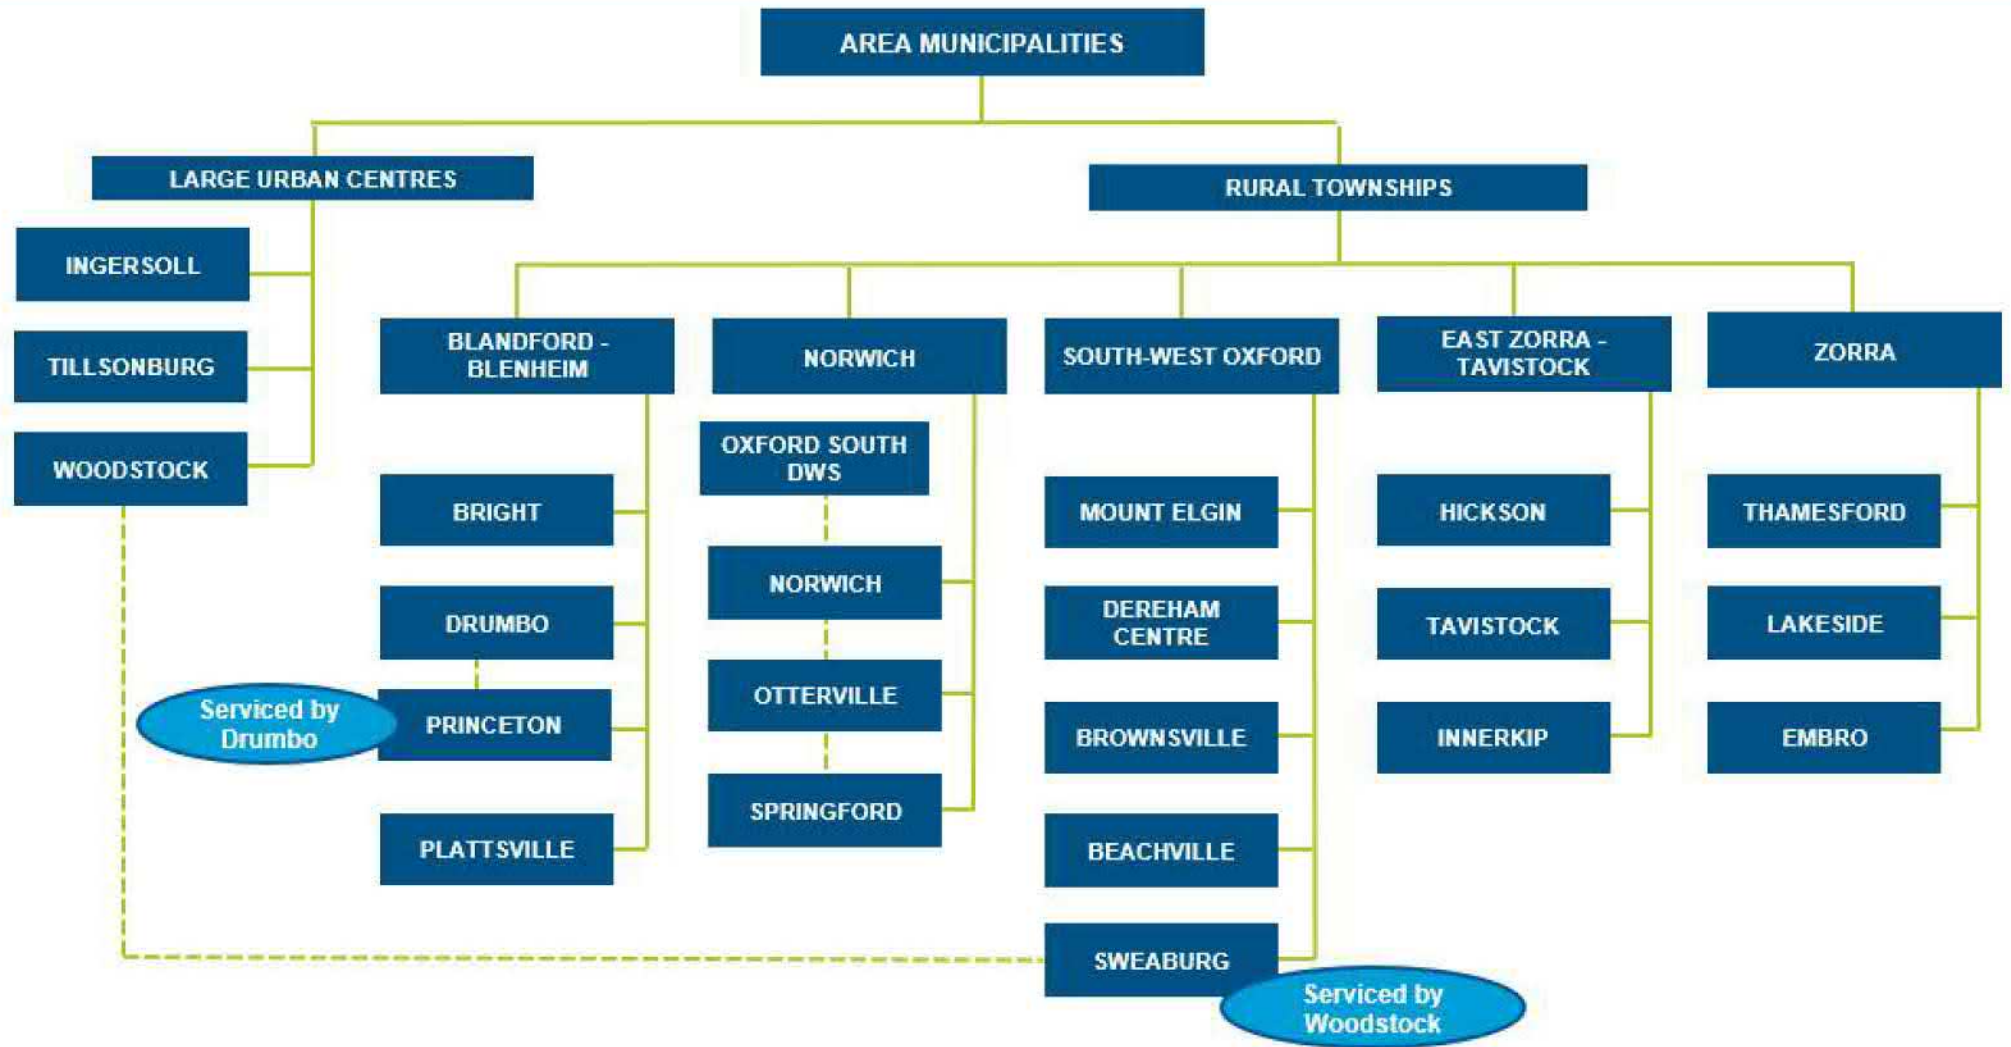 AREA MUNICIPALITIES
LARGE URBAN CENTRES
RURAL TOWNSHIPS
INGERSOLL
TILLSONBURG
WOODSTOCK
BLANDFORD -
BLENHEIM
BRIGHT
DRUMBO
Serviced by
Drumbo
PRINCETON
PLATTSVILLE
NORWICH
OXFORD SOUTH
DWS
NORWICH
OTTERVILLE
SPRINGFORD
SOUTH-WEST OXFORD
MOUNT ELGIN
DEREHAM
CENTRE
BROWNSVILLE
BEACHVILLE
SWEABURG
Serviced by
Woodstock
EAST ZORRA -
TAVISTOCK
HICKSON
TAVISTOCK
INNERKIP
ZORRA
THAMESFORD
LAKESIDE
EMBRO